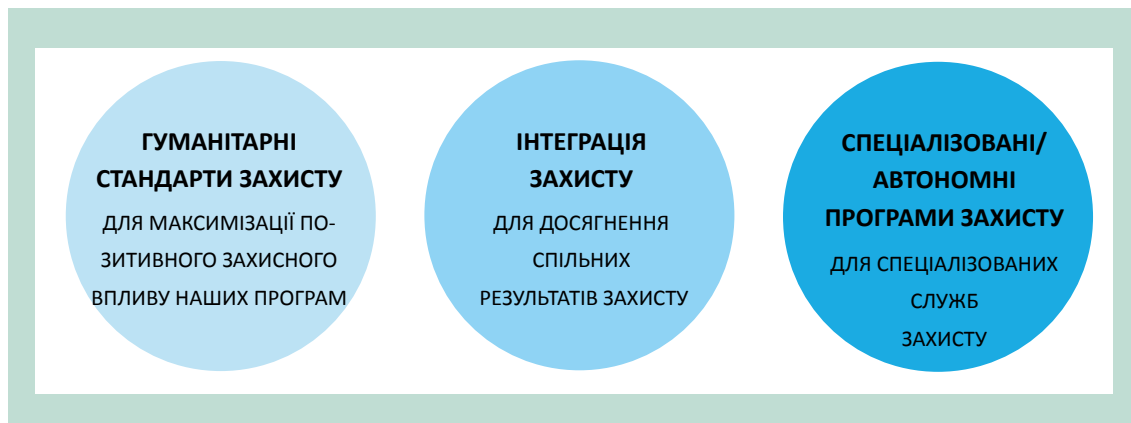 ГУМАНІТАРНІ
СТАНДАРТИ ЗАХИСТУ
ДЛЯ МАКСИМІЗАЦІЇ ПО-
ЗИТИВНОГО ЗАХИСНОГО
ВПЛИВУ НАШИХ ПРОГРАМ
ІНТЕГРАЦІЯ
ЗАХИСТУ
ДЛЯ ДОСЯГНЕННЯ
СПІЛЬНИХ
РЕЗУЛЬТАТІВ ЗАХИСТУ
СПЕЦІАЛІЗОВАНІ/
АВТОНОМНІ
ПРОГРАМИ ЗАХИСТУ
ДЛЯ СПЕЦІАЛІЗОВАНИХ
СЛУЖБ
ЗАХИСТУ